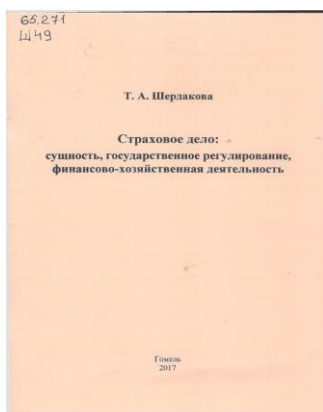 65.271
Ш49
Т. А. Шердакова
Страховое дело:
сущность, государственное регулирование,
финансово-хозяйственная деятельность
Гомель
2017